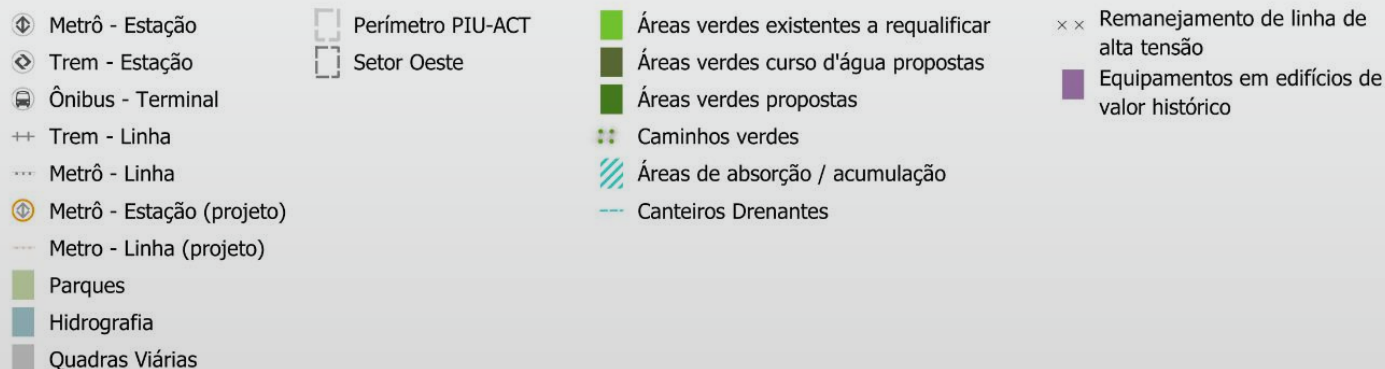 Metrô - Estação
Trem - Estação
Ônibus - Terminal
Trem - Linha
Metrô - Linha
Metrô - Estação (projeto)
Metro - Linha (projeto)
Parques
Hidrografia
Quadras Viárias
Perímetro PIU-ACT
Setor Oeste
Áreas verdes existentes a requalificar
Áreas verdes curso d'água propostas
Áreas verdes propostas
Caminhos verdes
Áreas de absorção / acumulação
Canteiros Drenantes
Remanejamento de linha de
alta tensão
Equipamentos em edifícios de
valor histórico